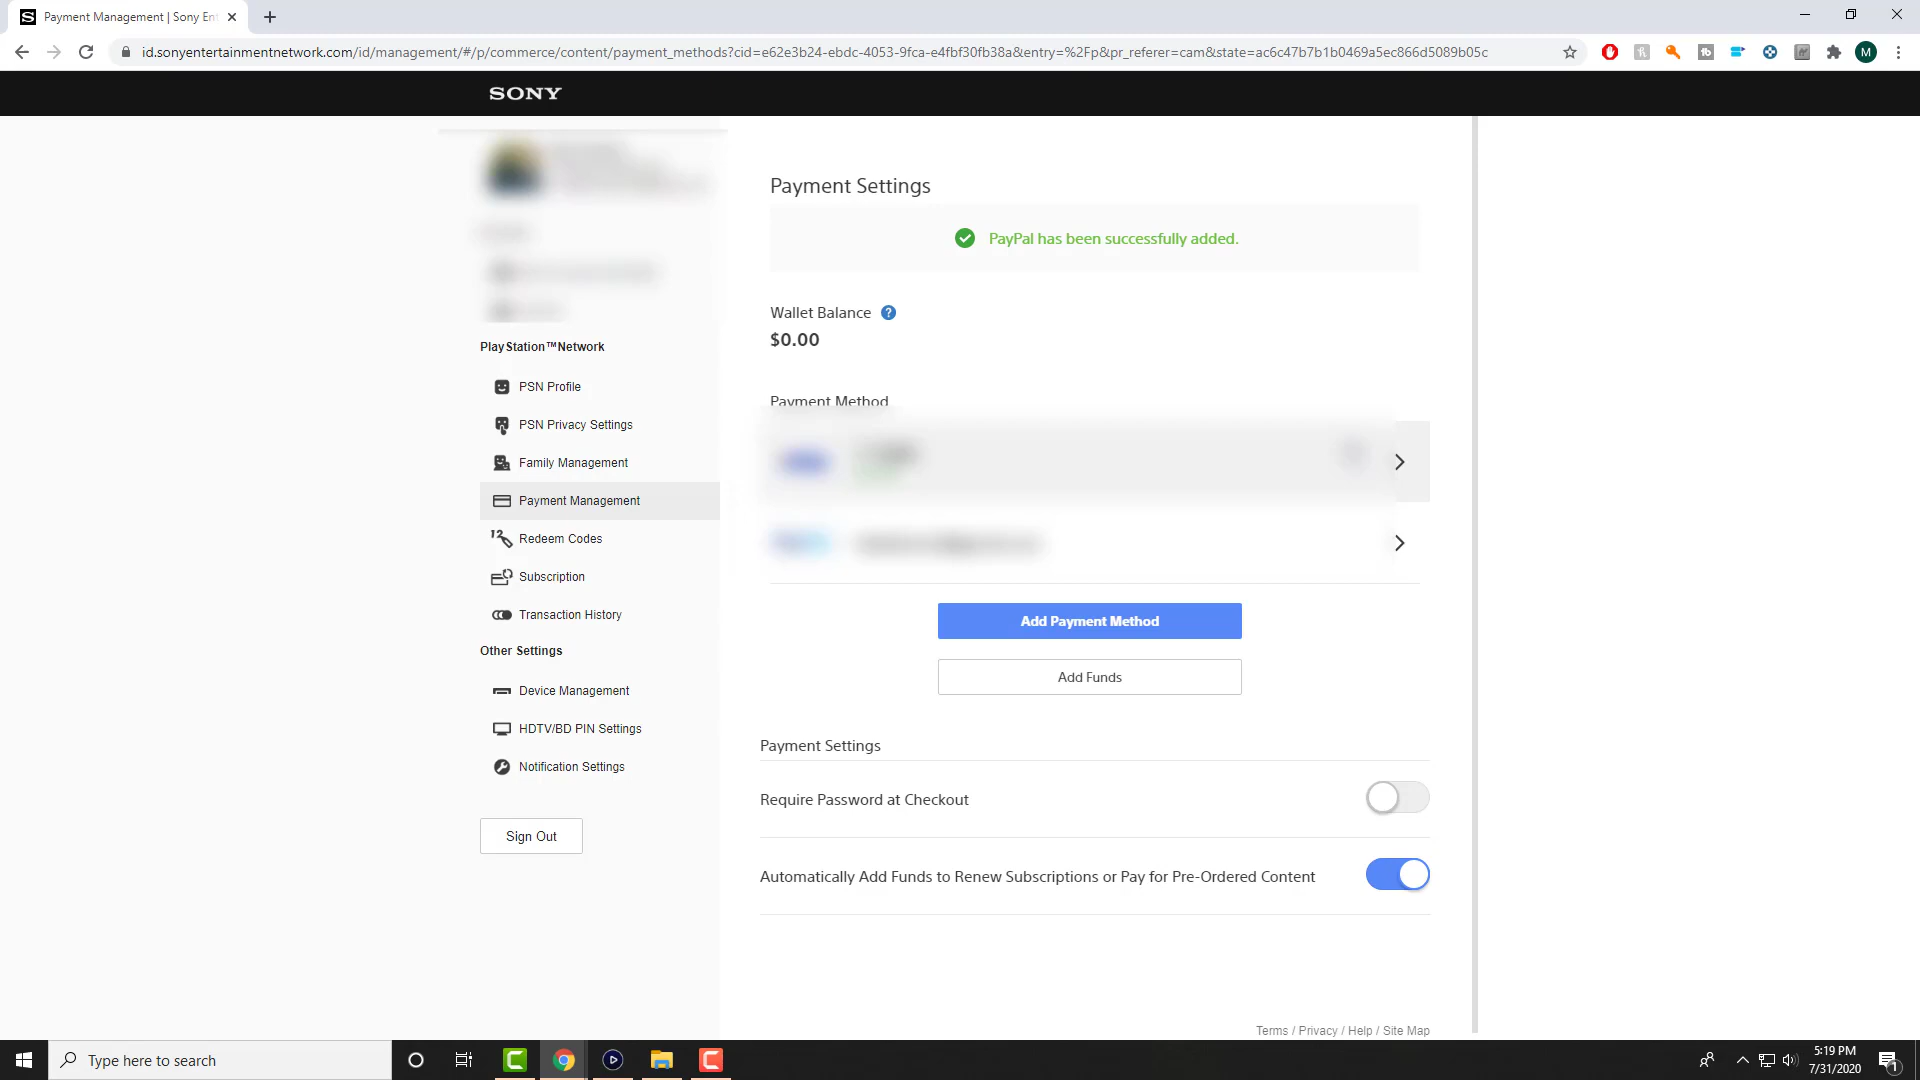 Payment Management | Sony Ent
id.sonyentertainmentnetwork.com/id/management/#/p/commerce/content/payment_methods?cid=e62e3b24-ebdc-4053-9fca-e4fbf30fb38a&entry=%2Fp&pr_referer=cam&state=ac6c47b7b1b0469a5ec866d5089b05c
M
SONY
Payment Settings
PayPal has been successfully added.
Wallet Balance ?
$0.00
Payment Method
PlayStation™Network
PSN Profile
PSN Privacy Settings
Family Management
Payment Management
Redeem Codes
Subscription
Transaction History
Other Settings
Device Management
HDTV/BD PIN Settings
Notification Settings
Sign Out
Add Payment Method
Add Funds
Payment Settings
Require Password at Checkout
Automatically Add Funds to Renew Subscriptions or Pay for Pre-Ordered Content
Terms / Privacy / Help / Site Map
Type here to search
5:19 PM
7/31/2020
1